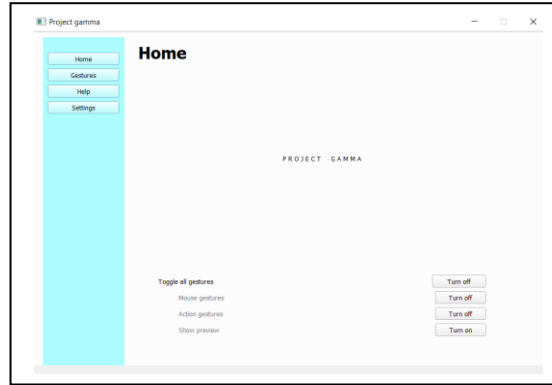 Project gamma
Home
Gestures
Help
Settings
Home
PROJECT GAMMA
Toggle all gestures Turn off
Mouse gestures Turn off
Action gestures Turn off
Show preview Turn on